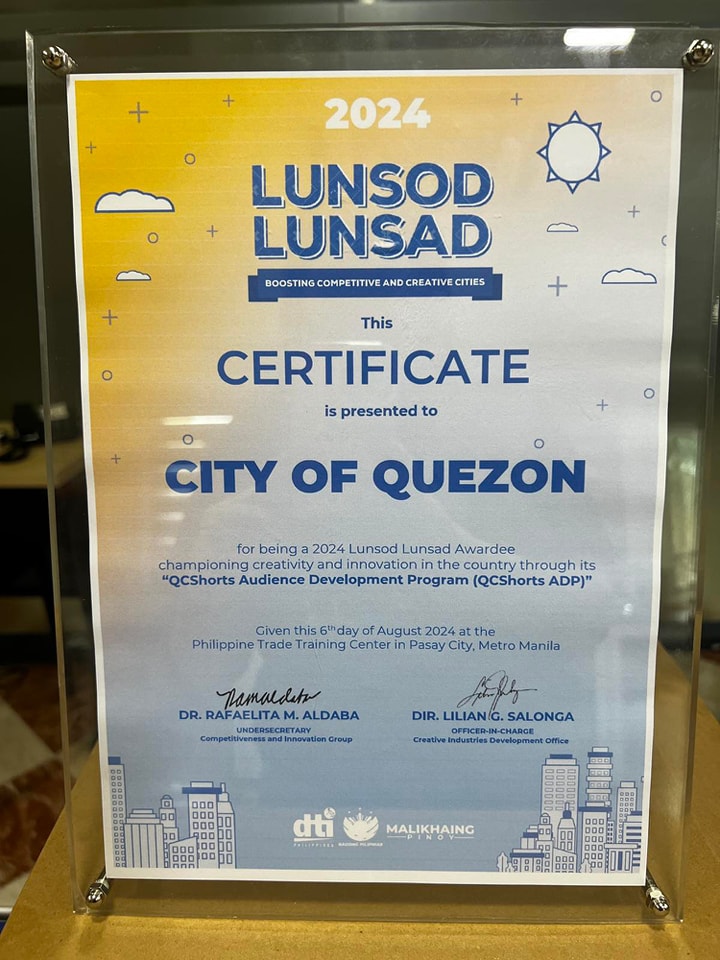 2024
LUNSOD
LUNSAD
BOOSTING COMPETITIVE AND CREATIVE CITIES
This
CERTIFICATE
is presented to
CITY OF QUEZON
for being a 2024 Lunsod Lunsad Awardee
championing creativity and innovation in the country through its
“QCShorts Audience Development Program (QCShorts ADP)”
Given this 6th day of August 2024 at the
Philippine Trade Training Center in Pasay City, Metro Manila
DR. RAFAELITA M. ALDABA
UNDERSECRETARY
Competitiveness and Innovation Group
DIR. LILIAN G. SALONGA
OFFICER-IN-CHARGE
Creative Industries Development Office
dti
PHILIPPINES
BAGONG PILIPINAS
MALIKHAING
PINOY